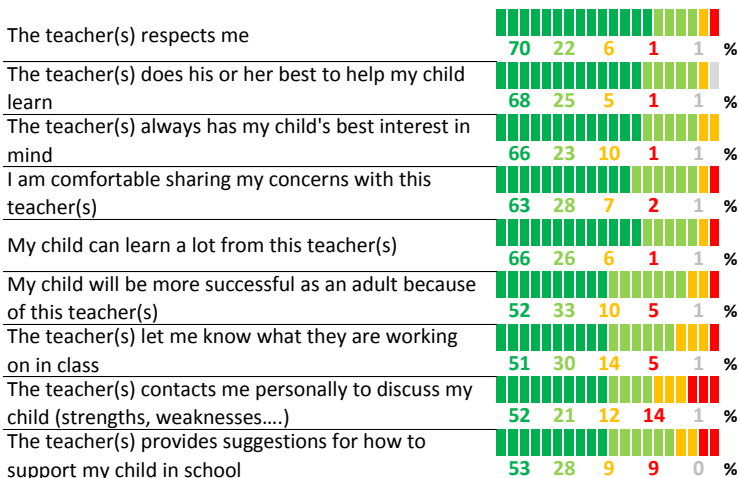 The teacher(s) respects me
70 22 6 1 1 %
The teacher(s) does his or her best to help my child
learn
68 25 5 1 1 %
The teacher(s) always has my child's best interest in
mind
66 23 10 1 1 %
I am comfortable sharing my concerns with this
teacher(s)
63 28 7 2 1 %
My child can learn a lot from this teacher(s)
66 26 6 1 1 %
My child will be more successful as an adult because
of this teacher(s)
52 33 10 5 1 %
The teacher(s) let me know what they are working
on in class
51 30 14 5 1 %
The teacher(s) contacts me personally to discuss my
child (strengths, weaknesses....)
52 21 12 14 1 %
The teacher(s) provides suggestions for how to
support my child in school
53 28 9 9 0 %